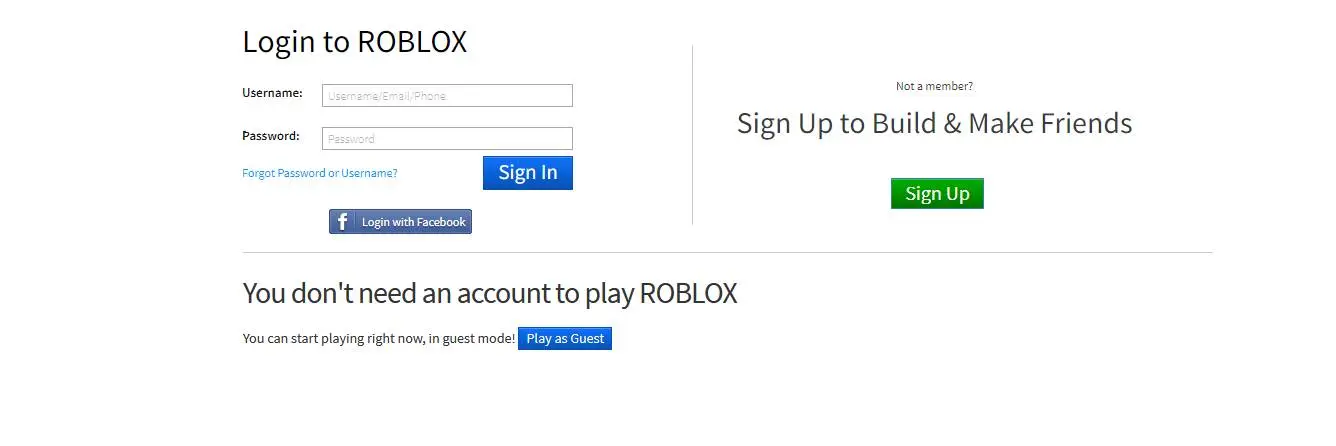 Login to ROBLOX
Username:
Username/Email/Phone
Password:
Password
Forgot Password or Username?
Sign In
f Login with Facebook
Not a member?
Sign Up to Build & Make Friends
Sign Up
You don't need an account to play ROBLOX
You can start playing right now, in guest mode! Play as Guest